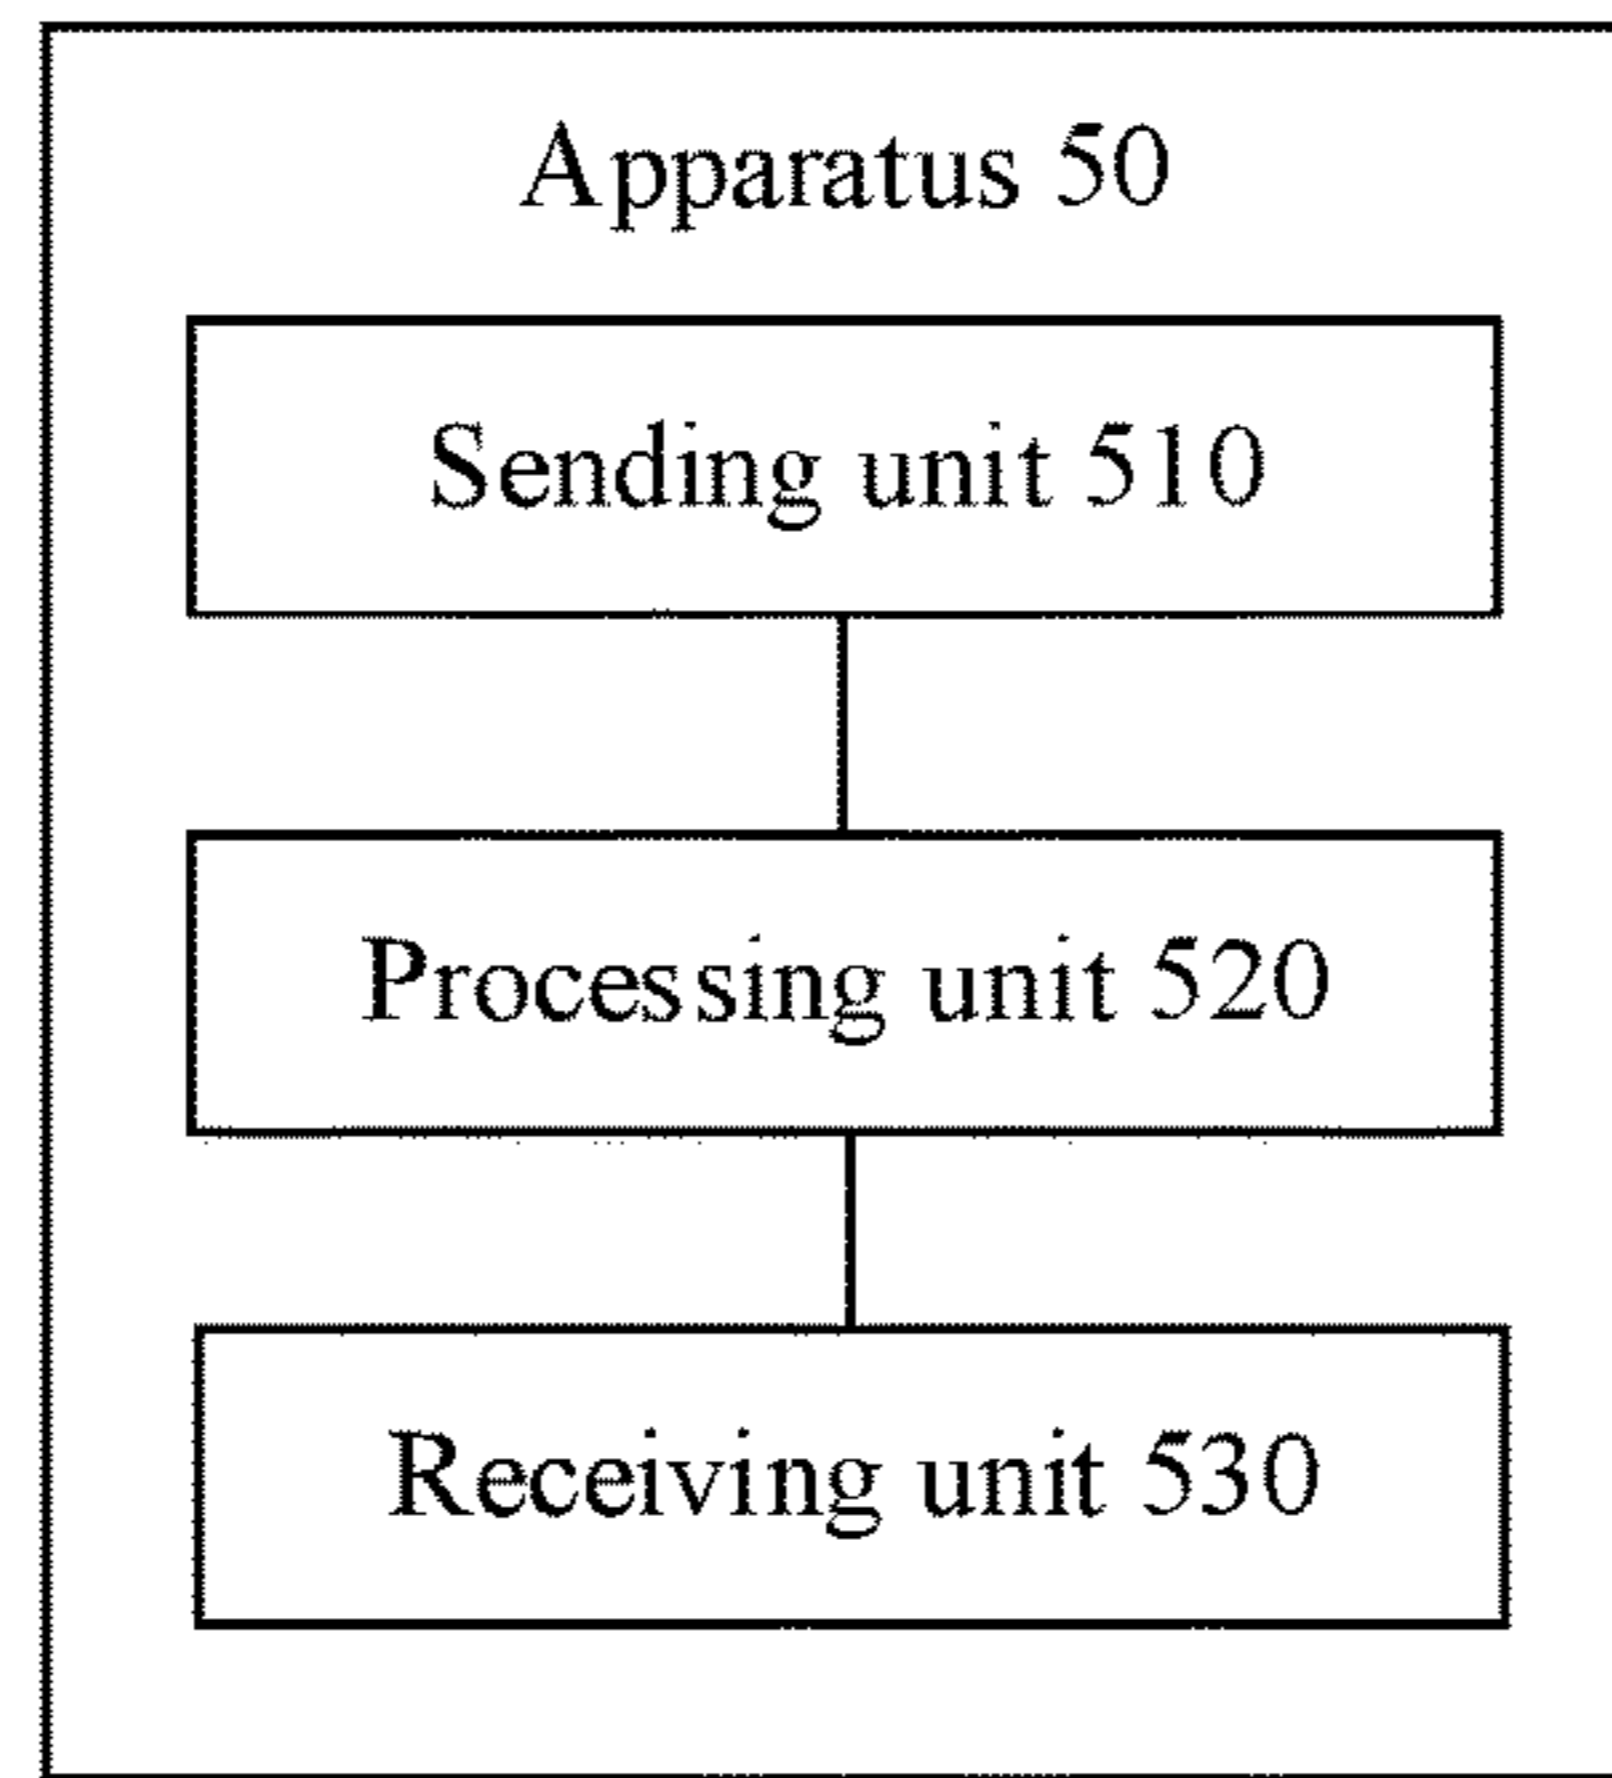 Apparatus 50
Sending unit 510
Processing unit 520
Receiving unit 530